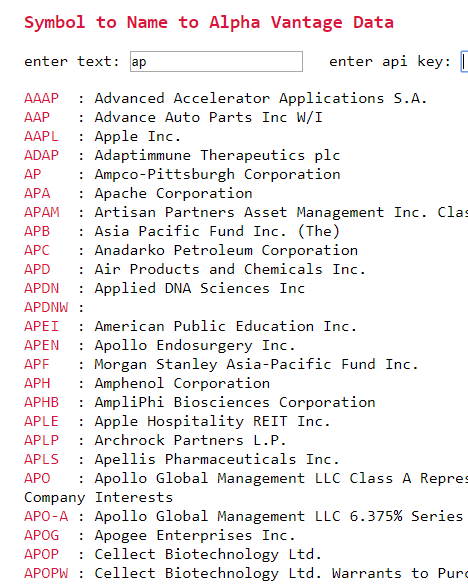 Symbol to Name to Alpha Vantage Data
enter text: ap enter api key:
AAAP : Advanced Accelerator Applications S.A.
AAP : Advance Auto Parts Inc W/I
AAPL : Apple Inc.
ADAP : Adaptimmune Therapeutics plc
AP : Ampco-Pittsburgh Corporation
APA : Apache Corporation
APAM : Artisan Partners Asset Management Inc. Clas
APB : Asia Pacific Fund Inc. (The)
APC : Anadarko Petroleum Corporation
APD : Air Products and Chemicals Inc.
APDN : Applied DNA Sciences Inc
APDNW :
APEI : American Public Education Inc.
APEN : Apollo Endosurgery Inc.
APF : Morgan Stanley Asia-Pacific Fund Inc.
APH : Amphenol Corporation
APHB : AmpliPhi Biosciences Corporation
APLE : Apple Hospitality REIT Inc.
APLP : Archrock Partners L.P.
APLS : Apellis Pharmaceuticals Inc.
APO : Apollo Global Management LLC Class A Repres
Company Interests
APO-A : Apollo Global Management LLC 6.375% Series
APOG : Apogee Enterprises Inc.
APOP : Cellect Biotechnology Ltd.
APOPW : Cellect Biotechnology Ltd. Warrants to Purc